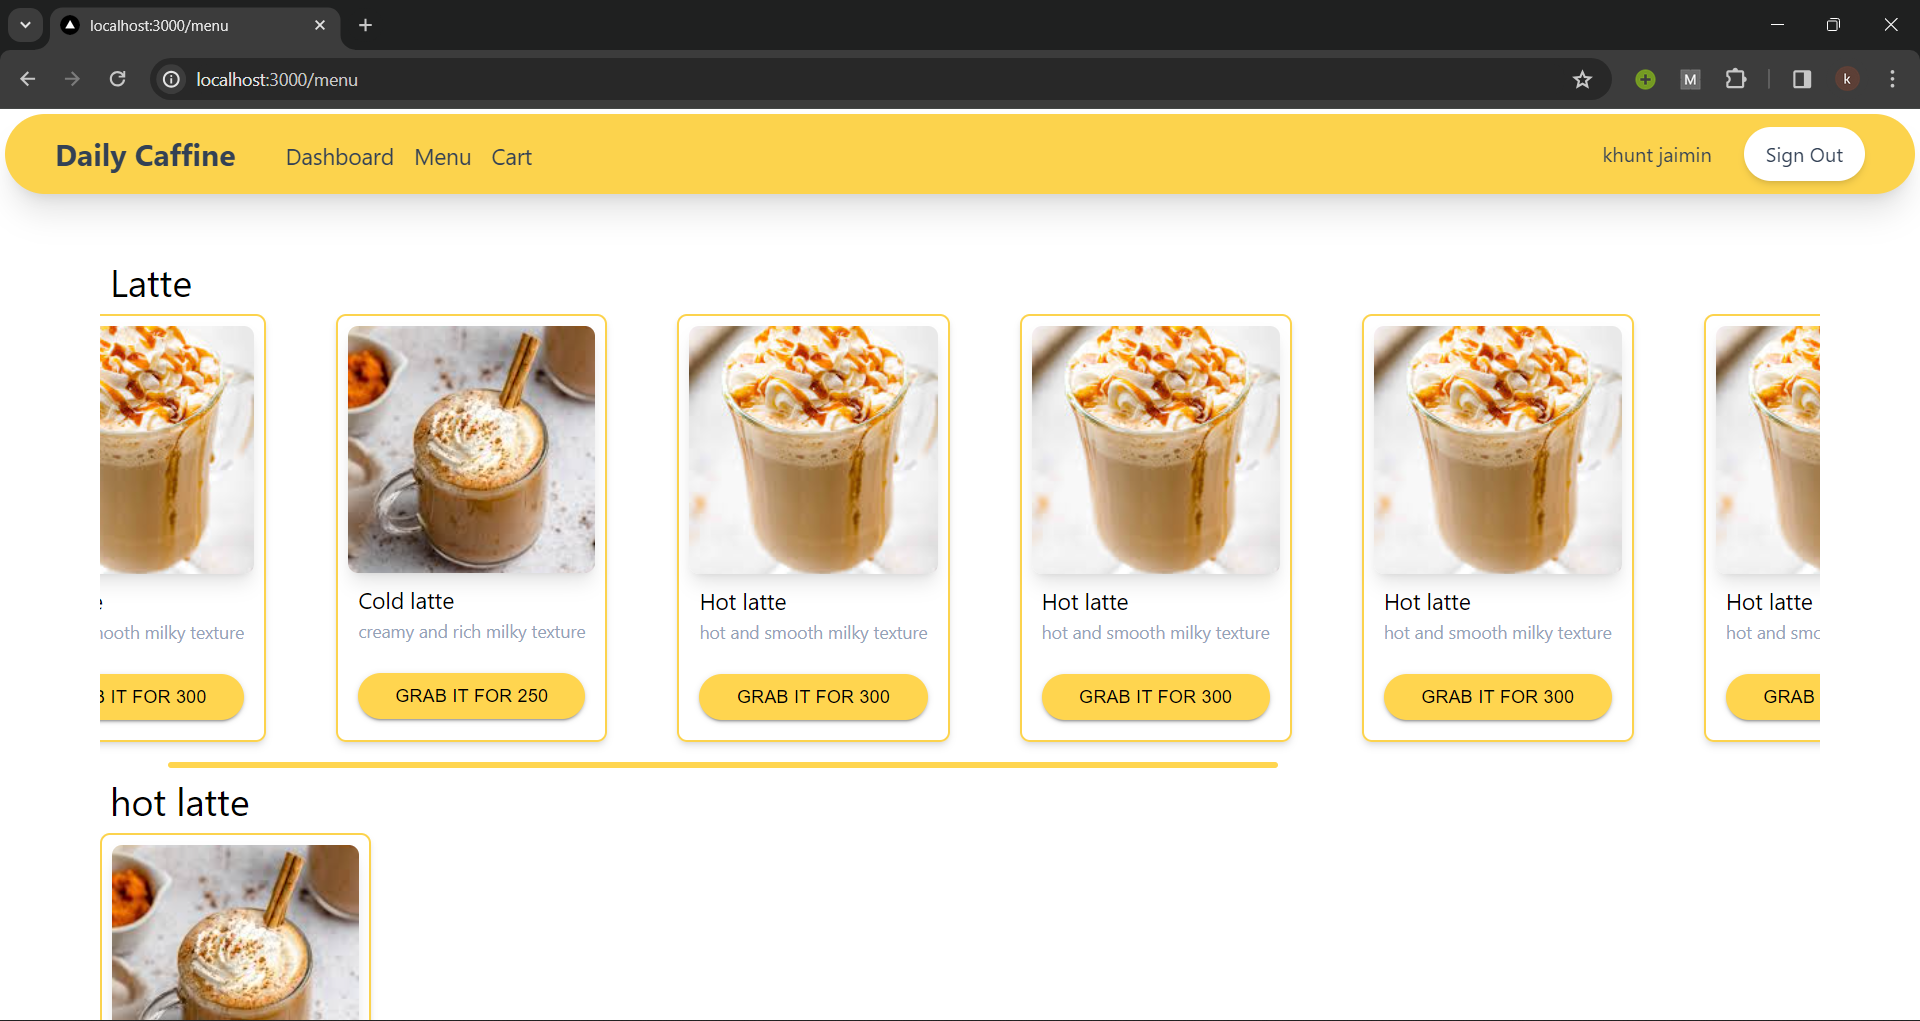 localhost:3000/menu
localhost:3000/menu
M
k
Daily Caffine Dashboard Menu Cart khunt jaimin Sign Out
Latte
Cold latte Hot latte Hot latte Hot latte Hot latte
milky texture creamy and rich milky texture hot and smooth milky texture hot and smooth milky texture hot and smooth milky texture hot and
IT FOR 300 GRAB IT FOR 250 GRAB IT FOR 300 GRAB IT FOR 300 GRAB IT FOR 300 GRAB
hot latte